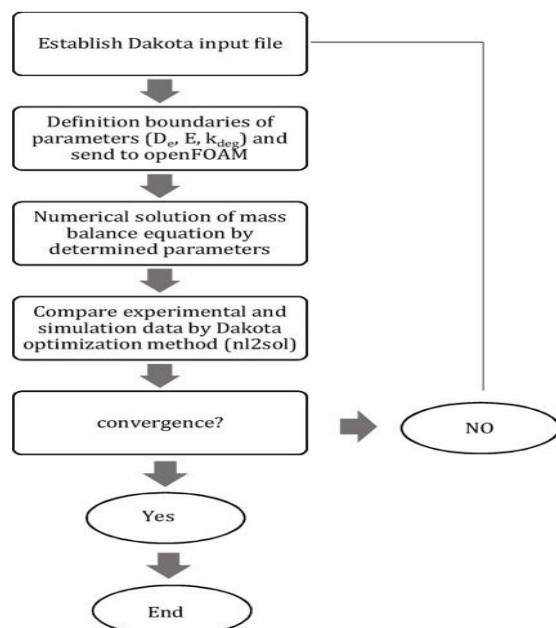 Establish Dakota input file
Definition boundaries of
parameters (Dₑ, E, k_deg) and
send to openFOAM
Numerical solution of mass
balance equation by
determined parameters
Compare experimental and
simulation data by Dakota
optimization method (nl2sol)
convergence?
NO
Yes
End